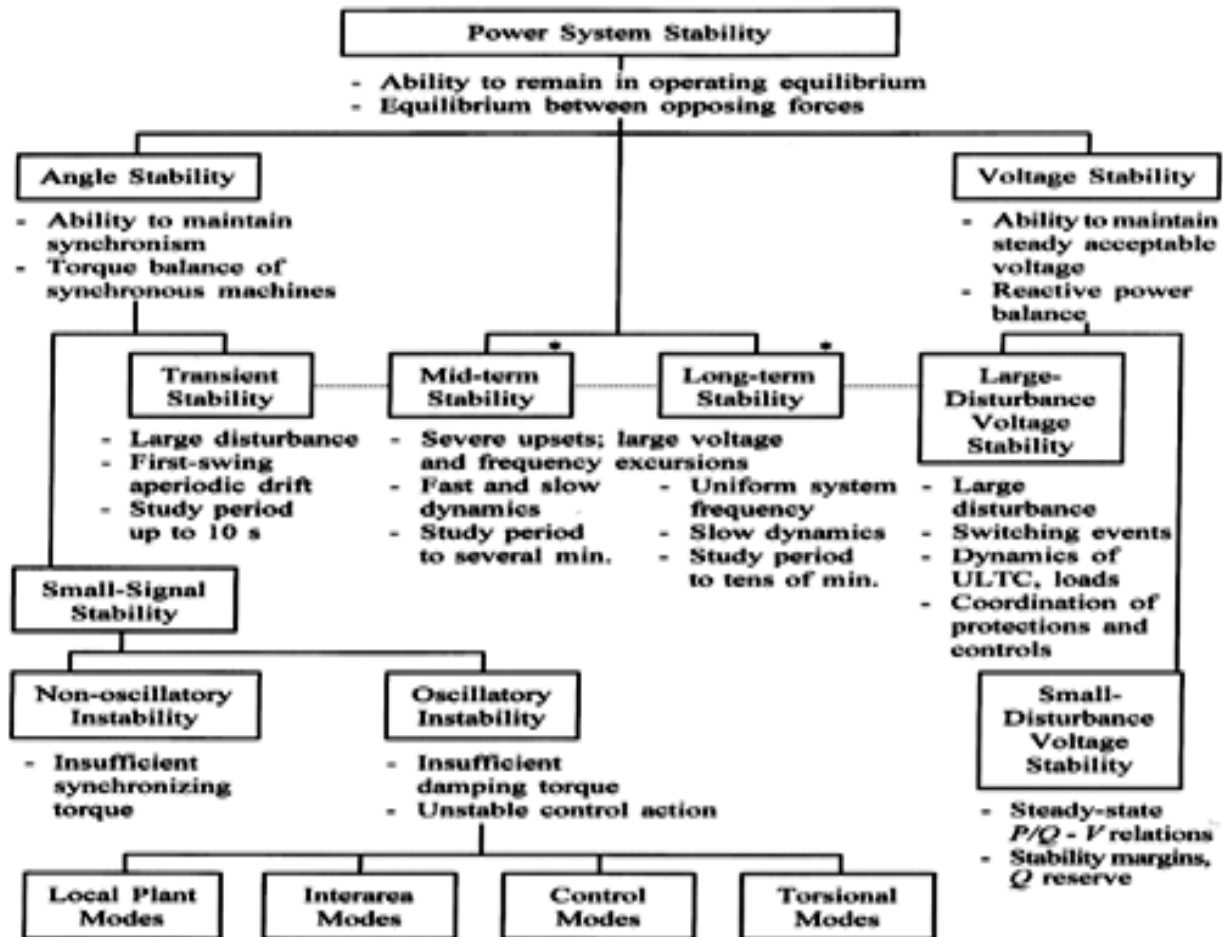 Power System Stability
- Ability to remain in operating equilibrium
- Equilibrium between opposing forces
Angle Stability
- Ability to maintain
synchronism
- Torque balance of
synchronous machines
Voltage Stability
- Ability to maintain
steady acceptable
voltage
- Reactive power
balance
Transient
Stability
- Large disturbance
- First-swing
aperiodic drift
- Study period
up to 10 s
*
Mid-term
Stability
- Severe upsets; large voltage
and frequency excursions
- Fast and slow
dynamics
- Study period
to several min.
*
Long-term
Stability
- Uniform system
frequency
- Slow dynamics
- Study period
to tens of min.
Large-
Disturbance
Voltage
Stability
- Large
disturbance
- Switching events
- Dynamics of
ULTC, loads
- Coordination of
protections and
controls
Small-Signal
Stability
Non-oscillatory
Instability
- Insufficient
synchronizing
torque
Oscillatory
Instability
- Insufficient
damping torque
- Unstable control action
Small-
Disturbance
Voltage
Stability
- Steady-state
P/Q - V relations
- Stability margins,
Q reserve
Local Plant
Modes
Interarea
Modes
Control
Modes
Torsional
Modes